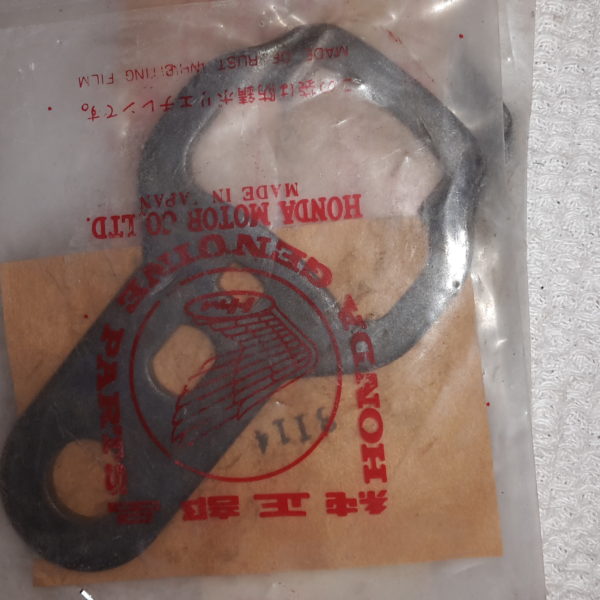 純正部品
HONDA GENUINE PARTS
HONDA MOTOR CO.,LTD.
MADE IN JAPAN
この袋は防錆ポリエチレンです。
MADE OF RUST INHIBITING FILM